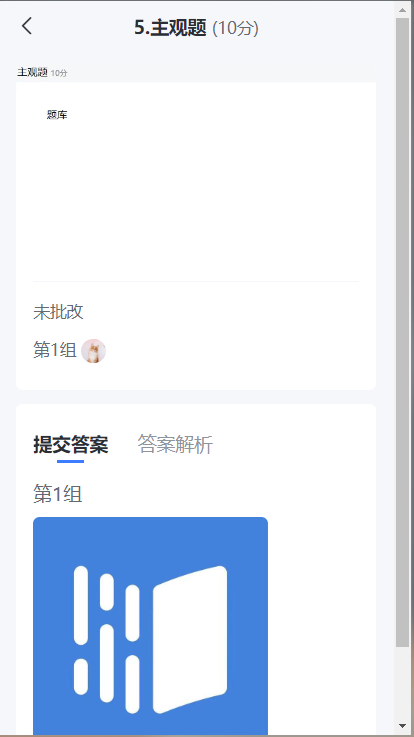 5.主观题 (10分)
主观题 10分
题库
未批改
第1组
提交答案 答案解析
第1组